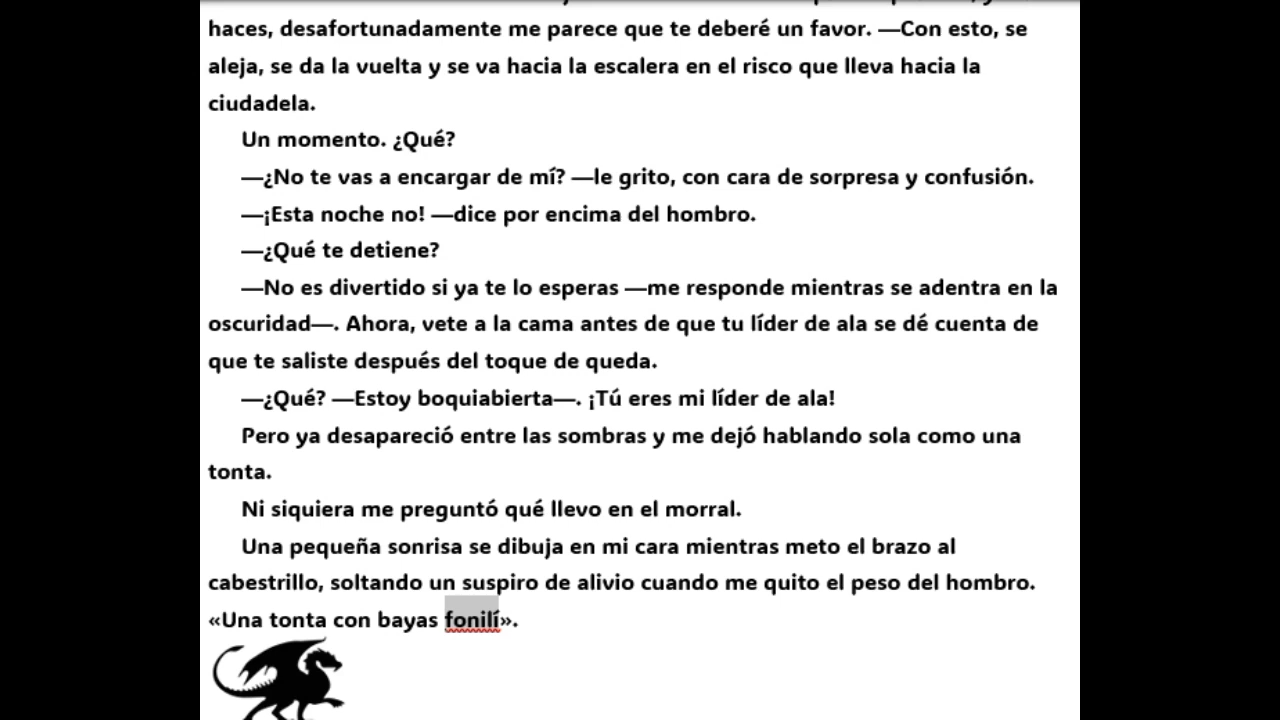 haces, desafortunadamente me parece que te deberé un favor. —Con esto, se
aleja, se da la vuelta y se va hacia la escalera en el risco que lleva hacia la
ciudadela.
Un momento. ¿Qué?
—¿No te vas a encargar de mí? —le grito, con cara de sorpresa y confusión.
—¡Esta noche no! —dice por encima del hombro.
—¿Qué te detiene?
—No es divertido si ya te lo esperas —me responde mientras se adentra en la
oscuridad—. Ahora, vete a la cama antes de que tu líder de ala se dé cuenta de
que te saliste después del toque de queda.
—¿Qué? —Estoy boquiabierta—. ¡Tú eres mi líder de ala!
Pero ya desapareció entre las sombras y me dejó hablando sola como una
tonta.
Ni siquiera me preguntó qué llevo en el morral.
Una pequeña sonrisa se dibuja en mi cara mientras meto el brazo al
cabestrillo, soltando un suspiro de alivio cuando me quito el peso del hombro.
«Una tonta con bayas fonilí».